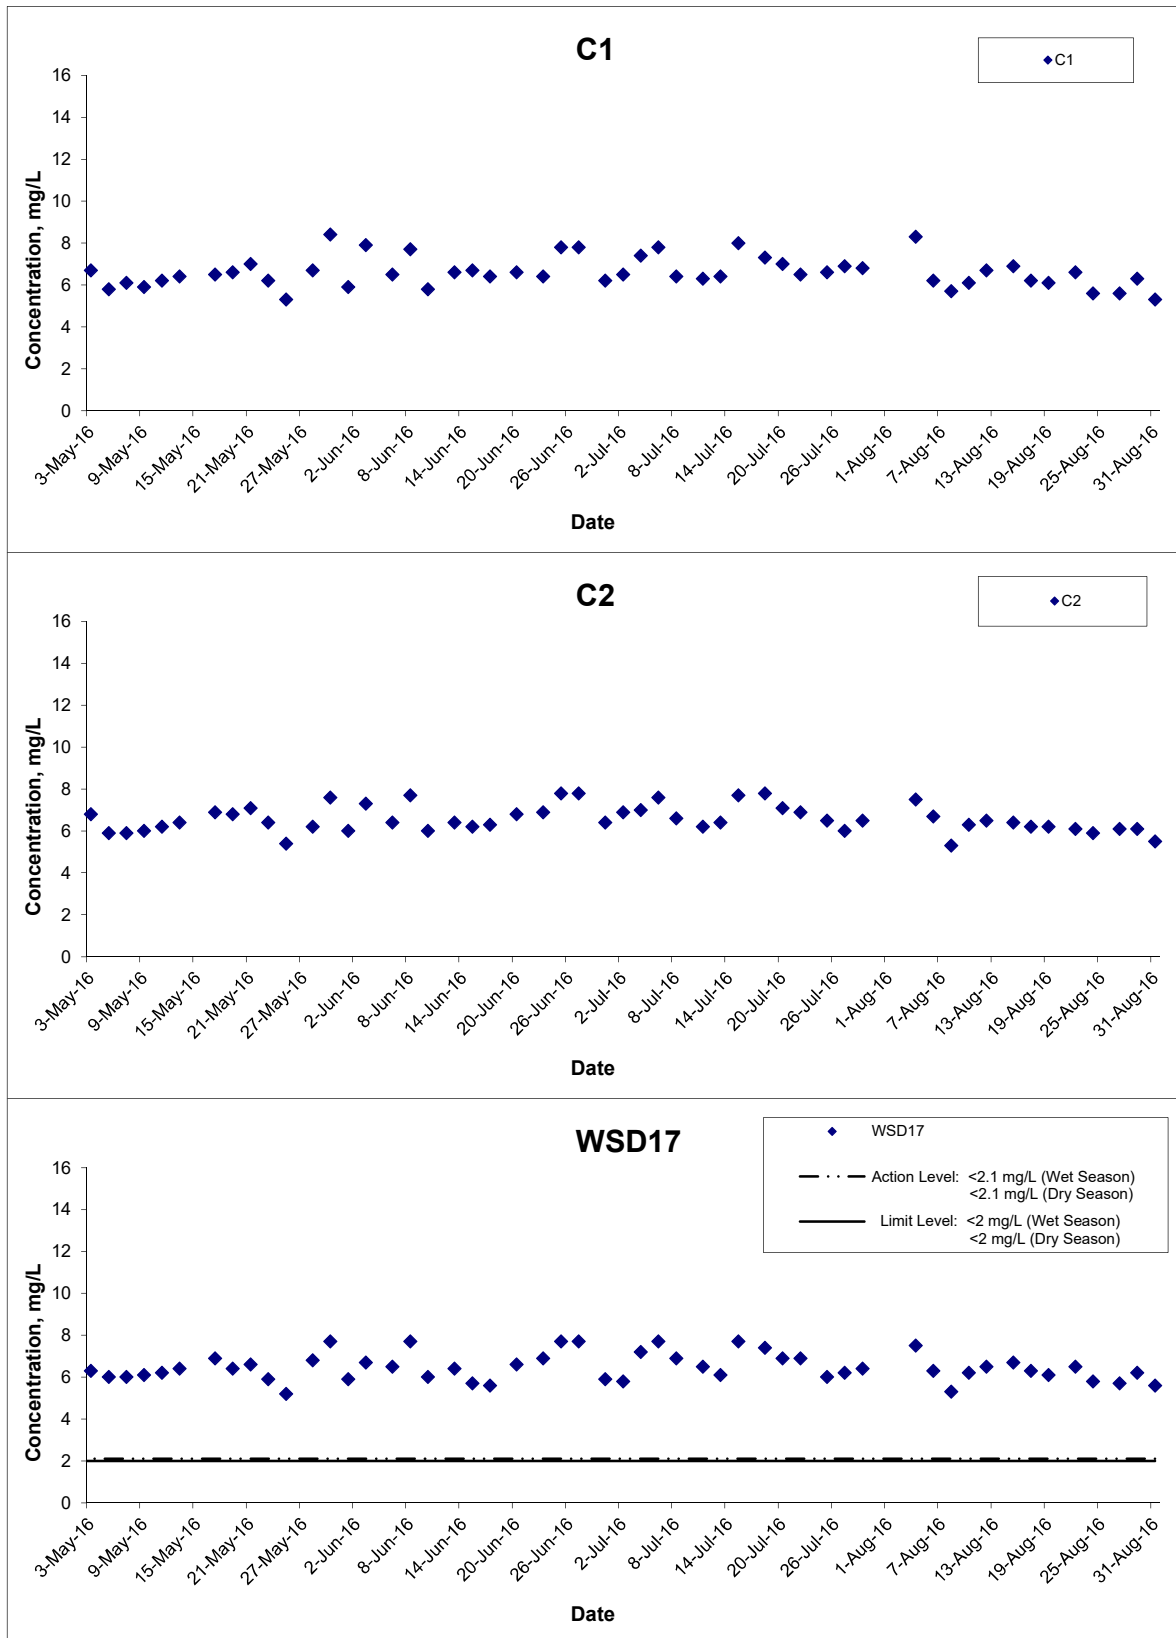 C1
C1
16
14
12
10
8
6
4
2
0
Concentration, mg/L
3-May-16
9-May-16
15-May-16
21-May-16
27-May-16
2-Jun-16
8-Jun-16
14-Jun-16
20-Jun-16
26-Jun-16
2-Jul-16
8-Jul-16
14-Jul-16
20-Jul-16
26-Jul-16
1-Aug-16
7-Aug-16
13-Aug-16
19-Aug-16
25-Aug-16
31-Aug-16
Date
C2
C2
16
14
12
10
8
6
4
2
0
Concentration, mg/L
3-May-16
9-May-16
15-May-16
21-May-16
27-May-16
2-Jun-16
8-Jun-16
14-Jun-16
20-Jun-16
26-Jun-16
2-Jul-16
8-Jul-16
14-Jul-16
20-Jul-16
26-Jul-16
1-Aug-16
7-Aug-16
13-Aug-16
19-Aug-16
25-Aug-16
31-Aug-16
Date
WSD17
WSD17
Action Level: <2.1 mg/L (Wet Season)
<2.1 mg/L (Dry Season)
Limit Level: <2 mg/L (Wet Season)
<2 mg/L (Dry Season)
16
14
12
10
8
6
4
2
0
Concentration, mg/L
3-May-16
9-May-16
15-May-16
21-May-16
27-May-16
2-Jun-16
8-Jun-16
14-Jun-16
20-Jun-16
26-Jun-16
2-Jul-16
8-Jul-16
14-Jul-16
20-Jul-16
26-Jul-16
1-Aug-16
7-Aug-16
13-Aug-16
19-Aug-16
25-Aug-16
31-Aug-16
Date